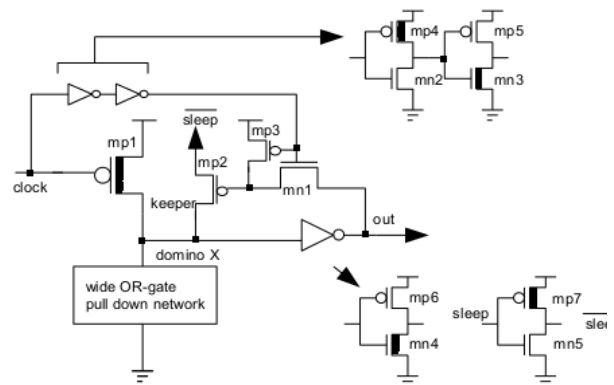 mp4
mp5
mn2
mn3
sleep
mp3
mp1
mp2
clock
keeper
mn1
out
domino X
wide OR-gate
pull down network
mp6
sleep
mp7
mn4
mn5